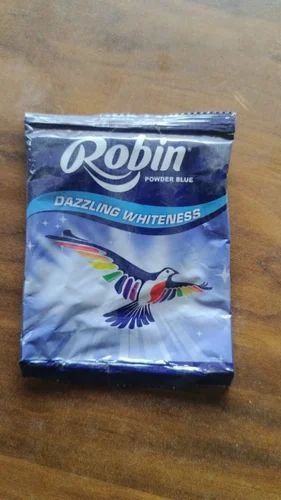 Robin
POWDER BLUE
DAZZLING WHITENESS